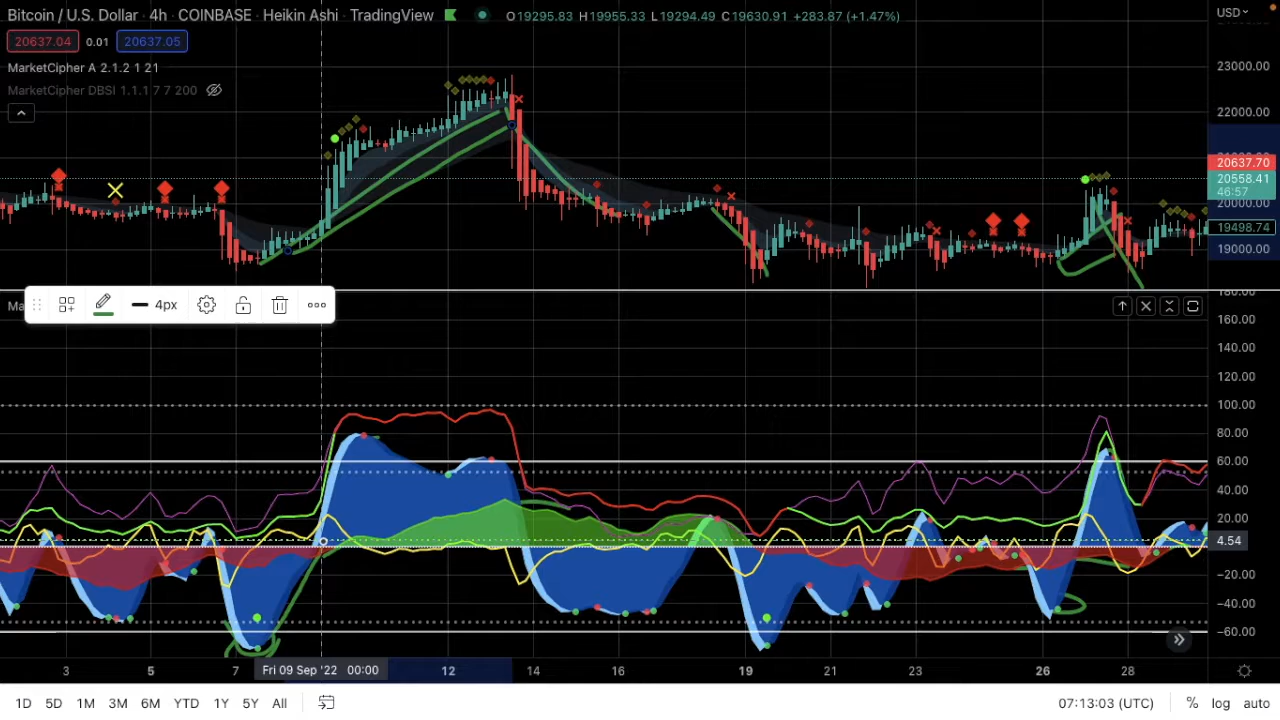 Bitcoin / U.S. Dollar · 4h · COINBASE · Heikin Ashi · TradingView O19295.83 H19955.33 L19294.49 C19630.91 +283.87 (+1.47%) USD
20637.04 0.01 20637.05
MarketCipher A 2.1.2 1 21
MarketCipher DBSI 1.1.1 7 7 200
23000.00
22000.00
20637.70
20558.41
46:57
20000.00
19498.74
19000.00
Ma
4px
180.00
160.00
140.00
120.00
100.00
80.00
60.00
40.00
20.00
4.54
−20.00
−40.00
−60.00
3 5 7 Fri 09 Sep '22 00:00 12 14 16 19 21 23 26 28
1D 5D 1M 3M 6M YTD 1Y 5Y All 07:13:03 (UTC) % log auto